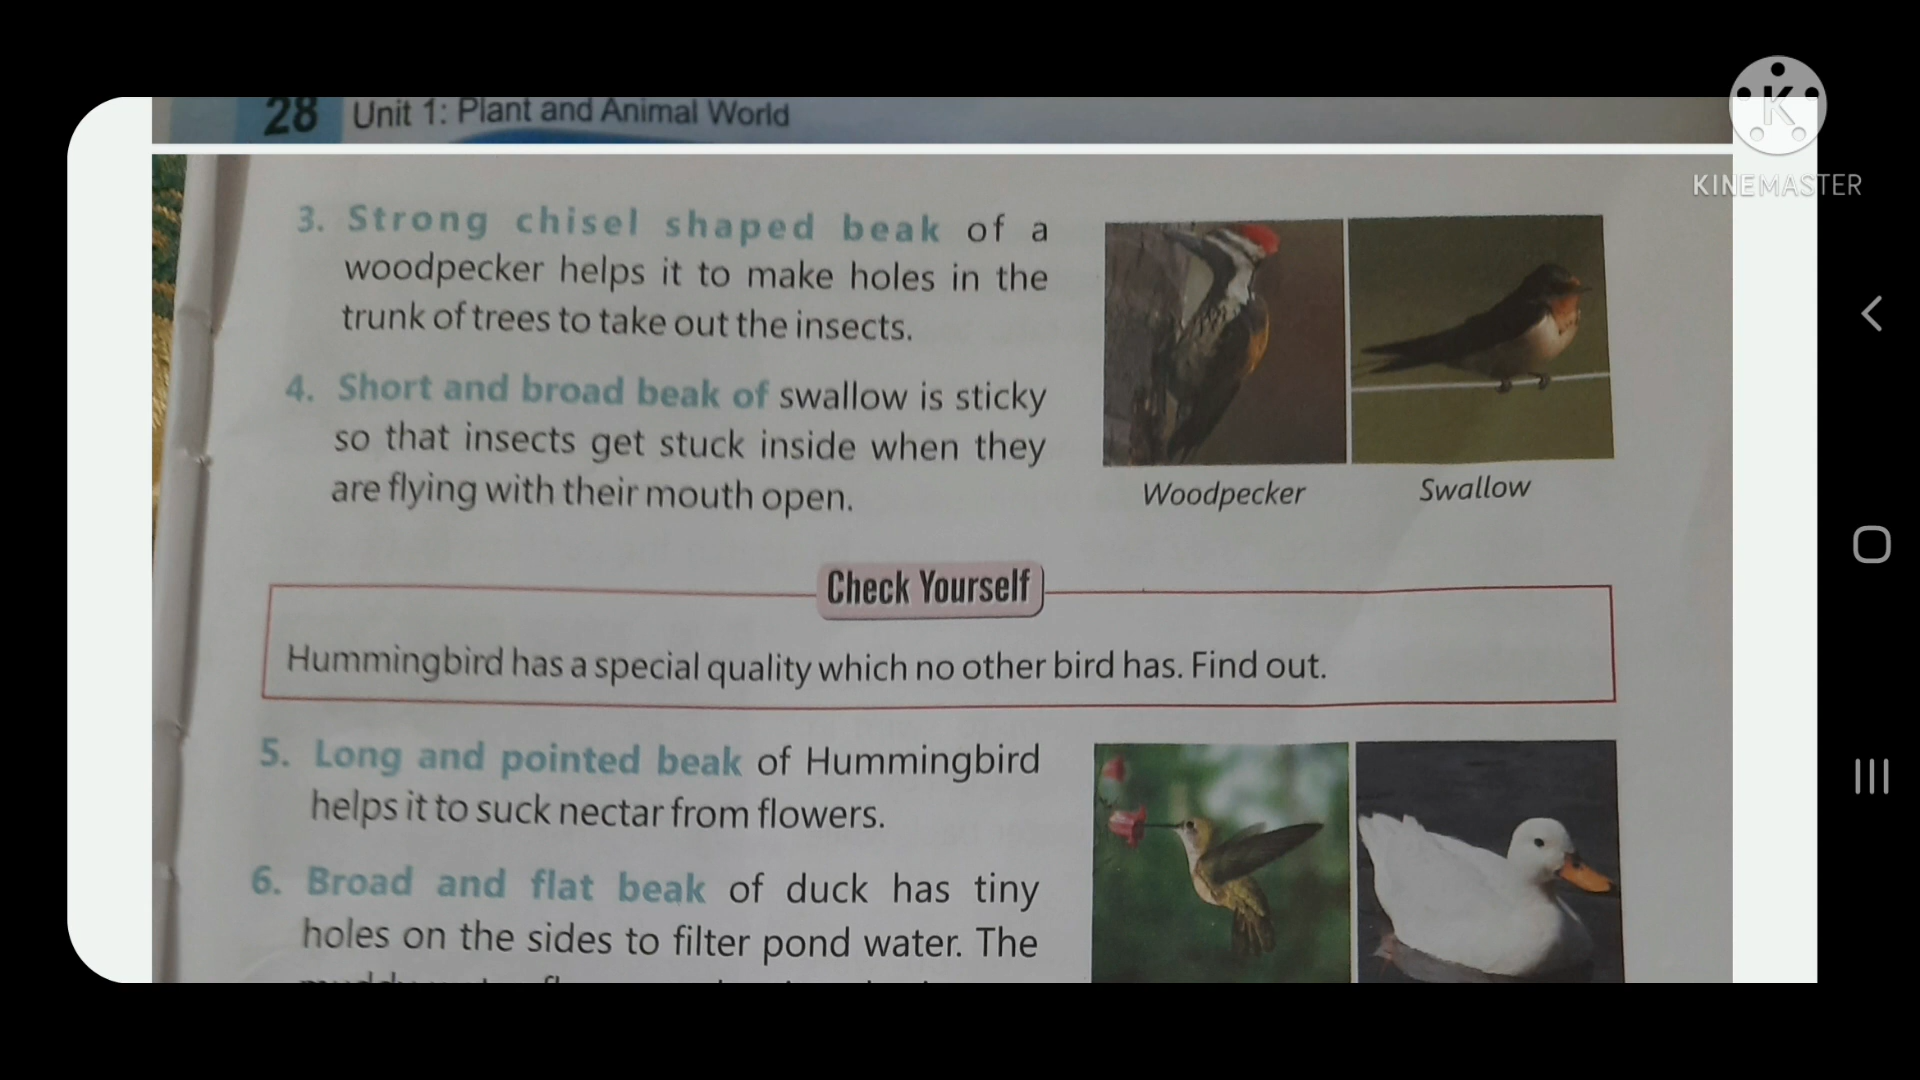 28 Unit 1: Plant and Animal World
KINEMASTER
3. Strong chisel shaped beak of a
woodpecker helps it to make holes in the
trunk of trees to take out the insects.
4. Short and broad beak of swallow is sticky
so that insects get stuck inside when they
are flying with their mouth open.
Woodpecker
Swallow
Check Yourself
Hummingbird has a special quality which no other bird has. Find out.
5. Long and pointed beak of Hummingbird
helps it to suck nectar from flowers.
6. Broad and flat beak of duck has tiny
holes on the sides to filter pond water. The